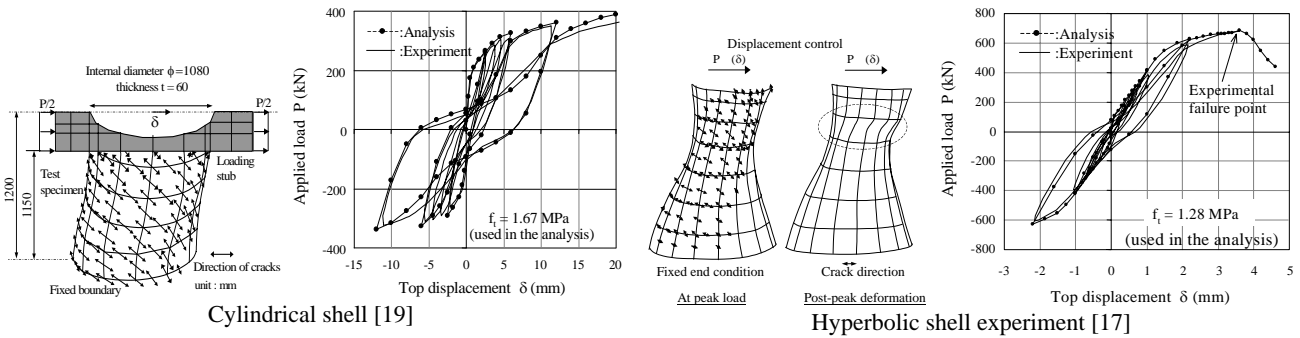 Internal diameter ϕ=1080
thickness t = 60
P/2
P/2
δ
Test
specimen
Loading
stub
1200
1150
Direction of cracks
Fixed boundary
unit : mm
400
200
0
-200
400
Applied load P (kN)
:Analysis
:Experiment
ft = 1.67 MPa
(used in the analysis)
-15
-10
-5
0
5
10
15
20
Top displacement δ (mm)
Cylindrical shell [19]
Displacement control
P (δ)
P (δ)
Fixed end condition
Crack direction
At peak load
Post-peak deformation
800
600
400
200
0
-200
-400
-600
-800
Applied load P (kN)
:Analysis
:Experiment
Experimental
failure point
ft = 1.28 MPa
(used in the analysis)
-3
-2
-1
0
1
2
3
4
5
Top displacement δ (mm)
Hyperbolic shell experiment [17]